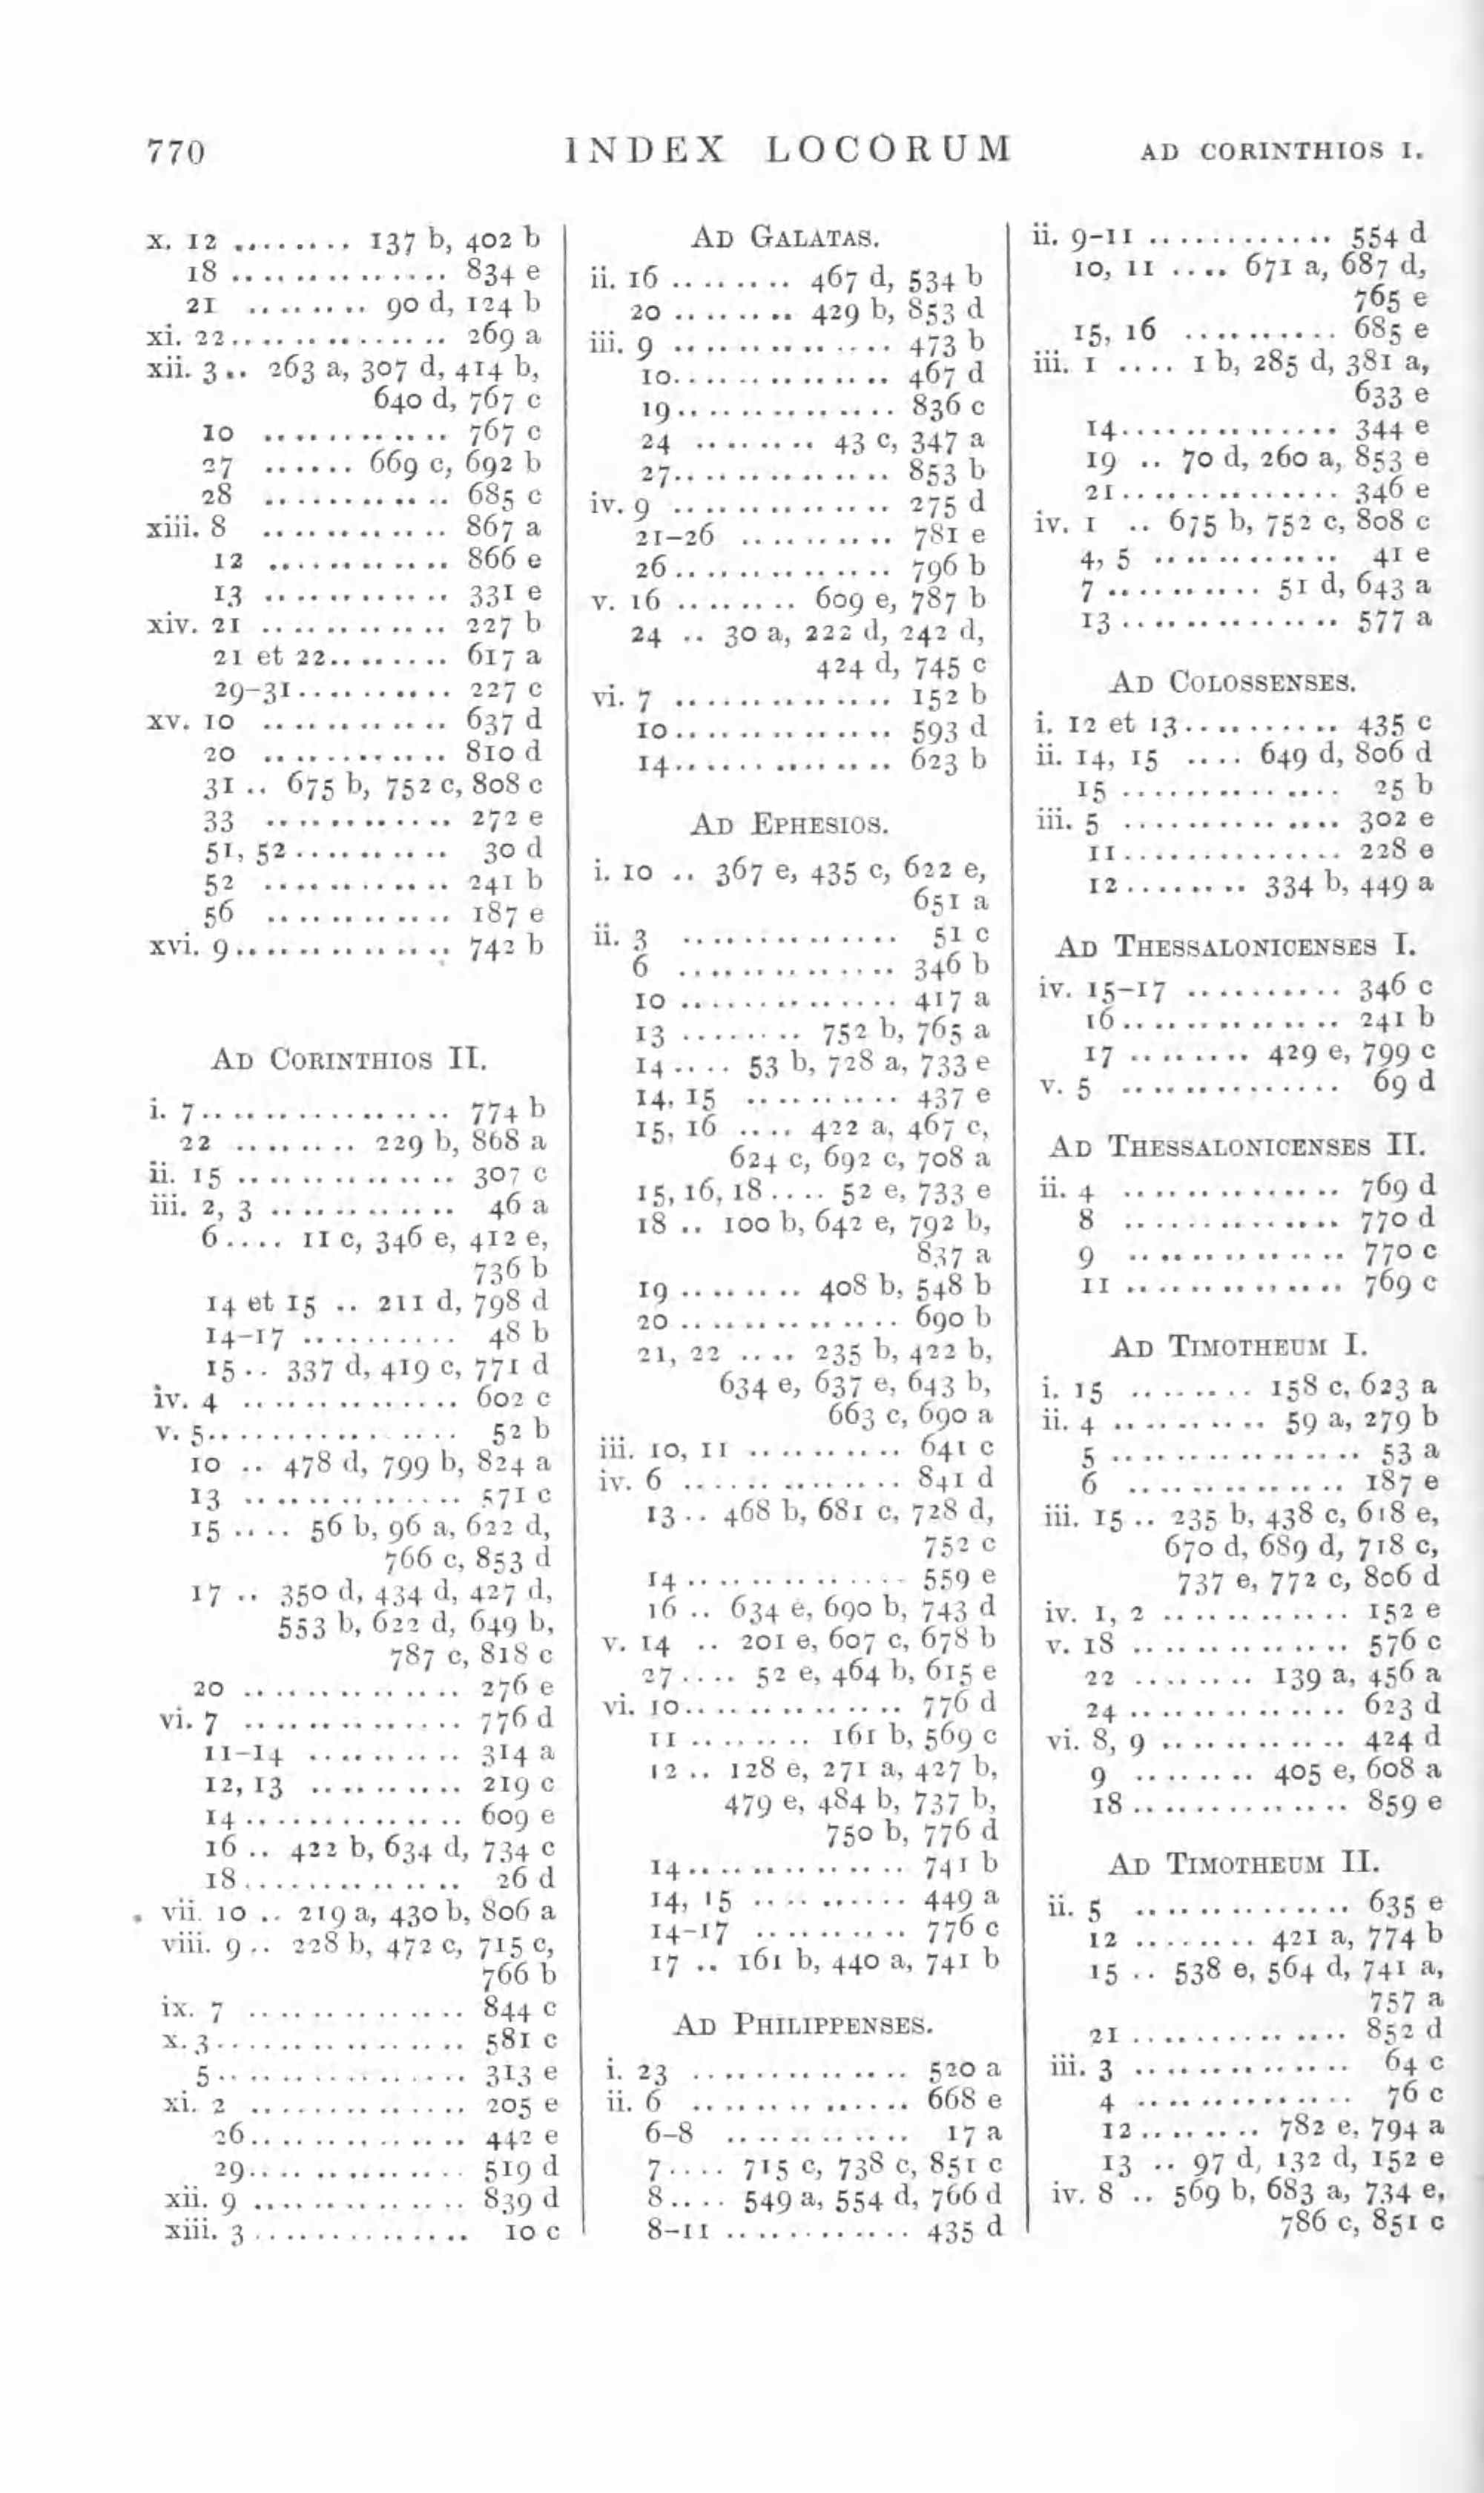 770 INDEX LOCORUM AD CORINTHIOS I.
x. 12 ........ 137 b, 402 b
18 .............. 834 e
21 ........ 90 d, 124 b
xi. 22.............. 269 a
xii. 3.. 263 a, 307 d, 414 b,
640 d, 767 c
10 ............ 767 c
27 ...... 669 c, 692 b
28 ............ 685 c
xiii. 8 ............ 867 a
12 ............ 866 e
13 ............ 331 e
xiv. 21 ............ 227 b
21 et 22........ 617 a
29-31.......... 227 c
xv. 10 ............ 637 d
20 ............ 810 d
31 .. 675 b, 752 c, 808 c
33 ............ 272 e
51, 52.......... 30 d
52 ............ 241 b
56 ............ 187 e
xvi. 9.............. 742 b
AD CORINTHIOS II.
i. 7................ 774 b
22 ........ 229 b, 868 a
ii. 15 .............. 307 c
iii. 2, 3 ............ 46 a
6.... 11 c, 346 e, 412 e,
736 b
14 et 15 .. 211 d, 798 d
14-17 .......... 48 b
15.. 337 d, 419 c, 771 d
iv. 4 .............. 602 c
v. 5................ 52 b
10 .. 478 d, 799 b, 824 a
13 .............. 571 c
15 .... 56 b, 96 a, 622 d,
766 c, 853 d
17 .. 350 d, 434 d, 427 d,
553 b, 622 d, 649 b,
787 c, 818 c
20 .............. 276 e
vi. 7 .............. 776 d
11-14 .......... 314 a
12, 13 .......... 219 c
14.............. 609 e
16 .. 422 b, 634 d, 734 c
18.............. 26 d
vii. 10 .. 219 a, 430 b, 806 a
viii. 9 .. 228 b, 472 c, 715 c,
766 b
ix. 7 .............. 844 c
x. 3................ 581 c
5................ 313 e
xi. 2 .............. 205 e
26.............. 442 e
29.............. 519 d
xii. 9 .............. 839 d
xiii. 3.............. 10 c
AD GALATAS.
ii. 16 ........ 467 d, 534 b
20 ........ 429 b, 853 d
iii. 9 .............. 473 b
10.............. 467 d
19.............. 836 c
24 ........ 43 c, 347 a
27.............. 853 b
iv. 9 .............. 275 d
21-26 .......... 781 e
26.............. 796 b
v. 16 ........ 609 e, 787 b
24 .. 30 a, 222 d, 242 d,
424 d, 745 c
vi. 7 .............. 152 b
10.............. 593 d
14.............. 623 b
AD EPHESIOS.
i. 10 .. 367 e, 435 c, 622 e,
651 a
ii. 3 .............. 51 c
6 .............. 346 b
10 .............. 417 a
13 ........ 752 b, 765 a
14 .... 53 b, 728 a, 733 e
14, 15 .......... 437 e
15, 16 .... 422 a, 467 c,
624 c, 692 c, 708 a
15, 16, 18.... 52 e, 733 e
18 .. 100 b, 642 e, 792 b,
837 a
19 ........ 408 b, 548 b
20 .............. 690 b
21, 22 .... 235 b, 422 b,
634 e, 637 e, 643 b,
663 c, 690 a
iii. 10, 11 .......... 641 c
iv. 6 .............. 841 d
13.. 468 b, 681 c, 728 d,
752 c
14.............. 559 e
16 .. 634 e, 690 b, 743 d
v. 14 .. 201 e, 607 c, 678 b
27.... 52 e, 464 b, 615 e
vi. 10.............. 776 d
11 ........ 161 b, 569 c
12 .. 128 e, 271 a, 427 b,
479 e, 484 b, 737 b,
750 b, 776 d
14.............. 741 b
14, 15 .......... 449 a
14-17 .......... 776 c
17 .. 161 b, 440 a, 741 b
AD PHILIPPENSES.
i. 23 .............. 520 a
ii. 6 .............. 668 e
6-8 ............ 17 a
7.... 715 c, 738 c, 851 c
8.... 549 a, 554 d, 766 d
8-11 ............ 435 d
ii. 9-11 ............ 554 d
10, 11 .... 671 a, 687 d,
765 e
15, 16 .......... 685 e
iii. 1 .... 1 b, 285 d, 381 a,
633 e
14.............. 344 e
19 .. 70 d, 260 a, 853 e
21.............. 346 e
iv. 1 .. 675 b, 752 c, 808 c
4, 5 ............ 41 e
7 .......... 51 d, 643 a
13.............. 577 a
AD COLOSSENSES.
i. 12 et 13.......... 435 c
ii. 14, 15 .... 649 d, 806 d
15 .............. 25 b
iii. 5 .............. 302 e
11.............. 228 e
12........ 334 b, 449 a
AD THESSALONICENSES I.
iv. 15-17 .......... 346 c
16.............. 241 b
17 ........ 429 e, 799 c
v. 5 .............. 69 d
AD THESSALONICENSES II.
ii. 4 .............. 769 d
8 .............. 770 d
9 .............. 770 c
11 .............. 769 c
AD TIMOTHEUM I.
i. 15 ........ 158 c, 623 a
ii. 4 .......... 59 a, 279 b
5 ................ 53 a
6 .............. 187 e
iii. 15 .. 235 b, 438 c, 618 e,
670 d, 689 d, 718 c,
737 e, 772 c, 806 d
iv. 1, 2 ............ 152 e
v. 18 .............. 576 c
22 ........ 139 a, 456 a
24 .............. 623 d
vi. 8, 9 ............ 424 d
9 ........ 405 e, 608 a
18.............. 859 e
AD TIMOTHEUM II.
ii. 5 .............. 635 e
12 ........ 421 a, 774 b
15 .. 538 e, 564 d, 741 a,
757 a
21 .............. 852 d
iii. 3 .............. 64 c
4 .............. 76 c
12........ 782 e, 794 a
13 .. 97 d, 132 d, 152 e
iv. 8 .. 569 b, 683 a, 734 e,
786 c, 851 c